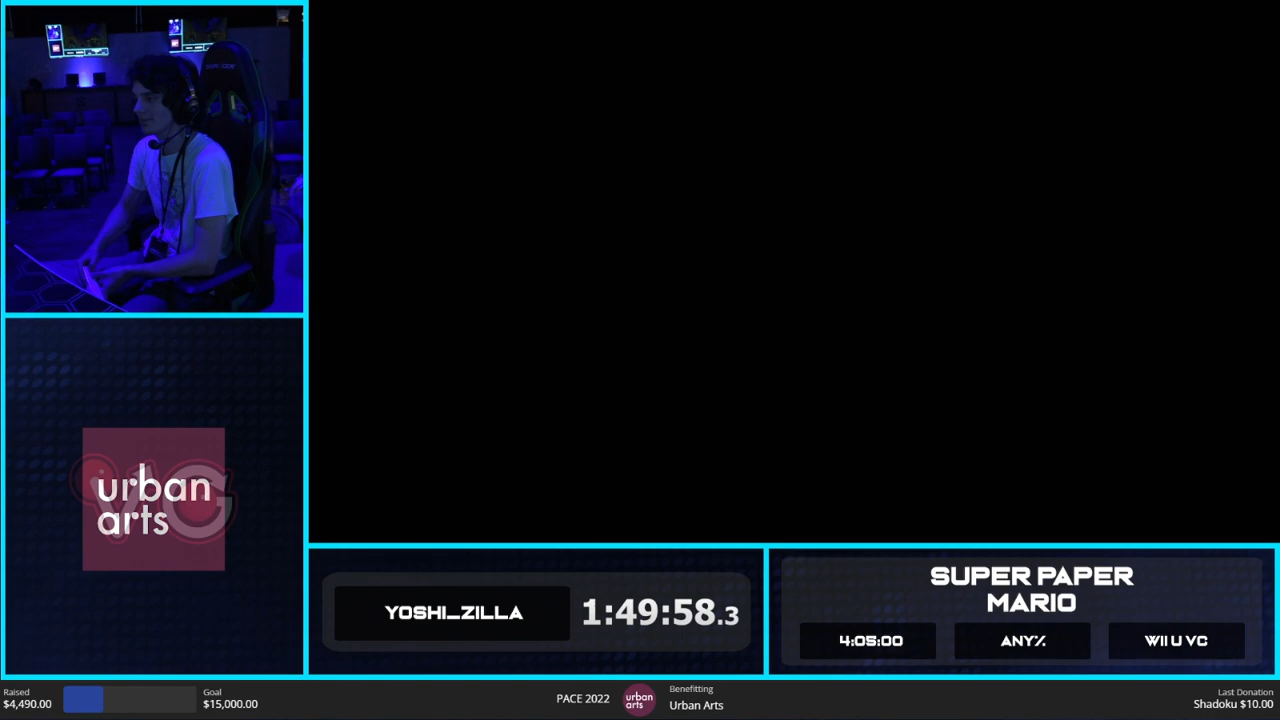 urban
arts
YOSHI_ZILLA
1:49:58.3
SUPER PAPER
MARIO
4:05:00
ANY%
WII U VC
Raised
$4,490.00
Goal
$15,000.00
PACE 2022
urban
arts
Benefitting
Urban Arts
Last Donation
Shadoku $10.00